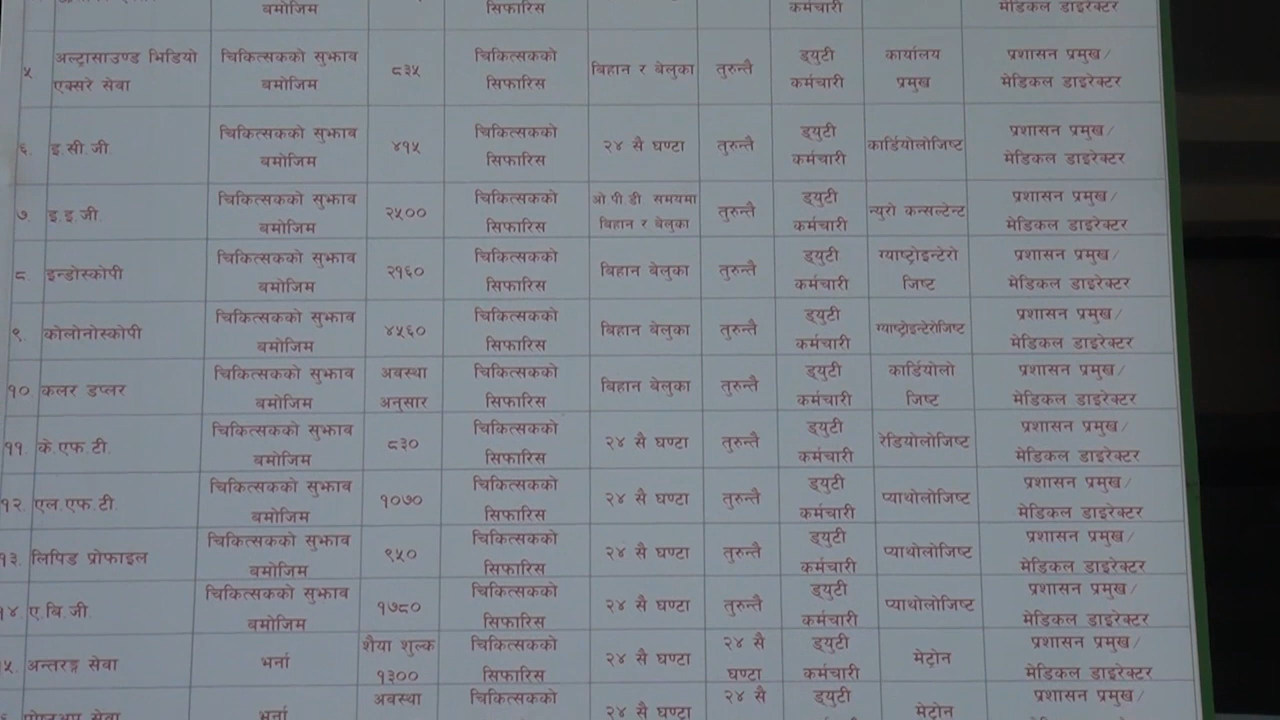 बमोजिम सिफारिस कर्मचारी मेडिकल डाइरेक्टर
५ अल्ट्रासाउण्ड भिडियो एक्सरे सेवा चिकित्सकको सुझाव बमोजिम ८३५ चिकित्सकको सिफारिस बिहान र बेलुका तुरुन्तै ड्युटी कर्मचारी कार्यालय प्रमुख प्रशासन प्रमुख/ मेडिकल डाइरेक्टर
६. इ.सी.जी. चिकित्सकको सुझाव बमोजिम ४१५ चिकित्सकको सिफारिस २४ सै घण्टा तुरुन्तै ड्युटी कर्मचारी कार्डियोलोजिष्ट प्रशासन प्रमुख/ मेडिकल डाइरेक्टर
७. इ.इ.जी. चिकित्सकको सुझाव बमोजिम २५०० चिकित्सकको सिफारिस ओ.पी.डी. समयमा बिहान र बेलुका तुरुन्तै ड्युटी कर्मचारी न्युरो कन्सल्टेन्ट प्रशासन प्रमुख/ मेडिकल डाइरेक्टर
८. इन्डोस्कोपी चिकित्सकको सुझाव बमोजिम २१६० चिकित्सकको सिफारिस बिहान बेलुका तुरुन्तै ड्युटी कर्मचारी ग्याष्ट्रोइन्टेरो जिष्ट प्रशासन प्रमुख/ मेडिकल डाइरेक्टर
९. कोलोनोस्कोपी चिकित्सकको सुझाव बमोजिम ४५६० चिकित्सकको सिफारिस बिहान बेलुका तुरुन्तै ड्युटी कर्मचारी ग्याष्ट्रोइन्टेरोजिष्ट प्रशासन प्रमुख/ मेडिकल डाइरेक्टर
१० कलर डप्लर चिकित्सकको सुझाव बमोजिम अवस्था अनुसार चिकित्सकको सिफारिस बिहान बेलुका तुरुन्तै ड्युटी कर्मचारी कार्डियोलो जिष्ट प्रशासन प्रमुख/ मेडिकल डाइरेक्टर
११. के.एफ.टी. चिकित्सकको सुझाव बमोजिम ८३० चिकित्सकको सिफारिस २४ सै घण्टा तुरुन्तै ड्युटी कर्मचारी रेडियोलोजिष्ट प्रशासन प्रमुख/ मेडिकल डाइरेक्टर
१२. एल.एफ.टी. चिकित्सकको सुझाव बमोजिम १०७० चिकित्सकको सिफारिस २४ सै घण्टा तुरुन्तै ड्युटी कर्मचारी प्याथोलोजिष्ट प्रशासन प्रमुख/ मेडिकल डाइरेक्टर
१३. लिपिड प्रोफाइल चिकित्सकको सुझाव बमोजिम ९५० चिकित्सकको सिफारिस २४ सै घण्टा तुरुन्तै ड्युटी कर्मचारी प्याथोलोजिष्ट प्रशासन प्रमुख/ मेडिकल डाइरेक्टर
१४. ए.बि.जी. चिकित्सकको सुझाव बमोजिम १७८० चिकित्सकको सिफारिस २४ सै घण्टा तुरुन्तै ड्युटी कर्मचारी प्याथोलोजिष्ट प्रशासन प्रमुख/ मेडिकल डाइरेक्टर
५. अन्तरङ्ग सेवा भर्ना शैया शुल्क १३०० चिकित्सकको सिफारिस २४ सै घण्टा २४ सै घण्टा ड्युटी कर्मचारी मेट्रोन प्रशासन प्रमुख/ मेडिकल डाइरेक्टर
सेवा भर्ना अवस्था चिकित्सकको २४ सै घण्टा २४ सै ड्युटी मेट्रोन प्रशासन प्रमुख/